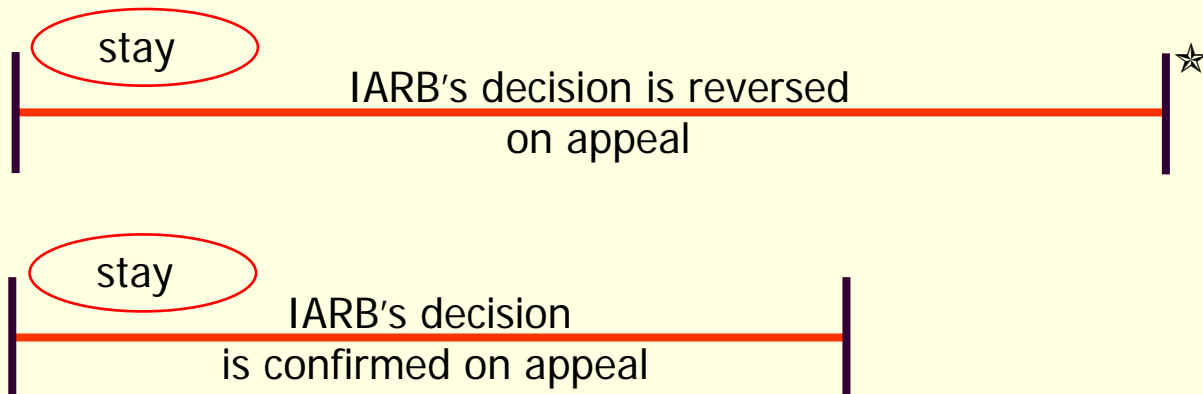 stay
IARB's decision is reversed
on appeal
stay
IARB's decision
is confirmed on appeal